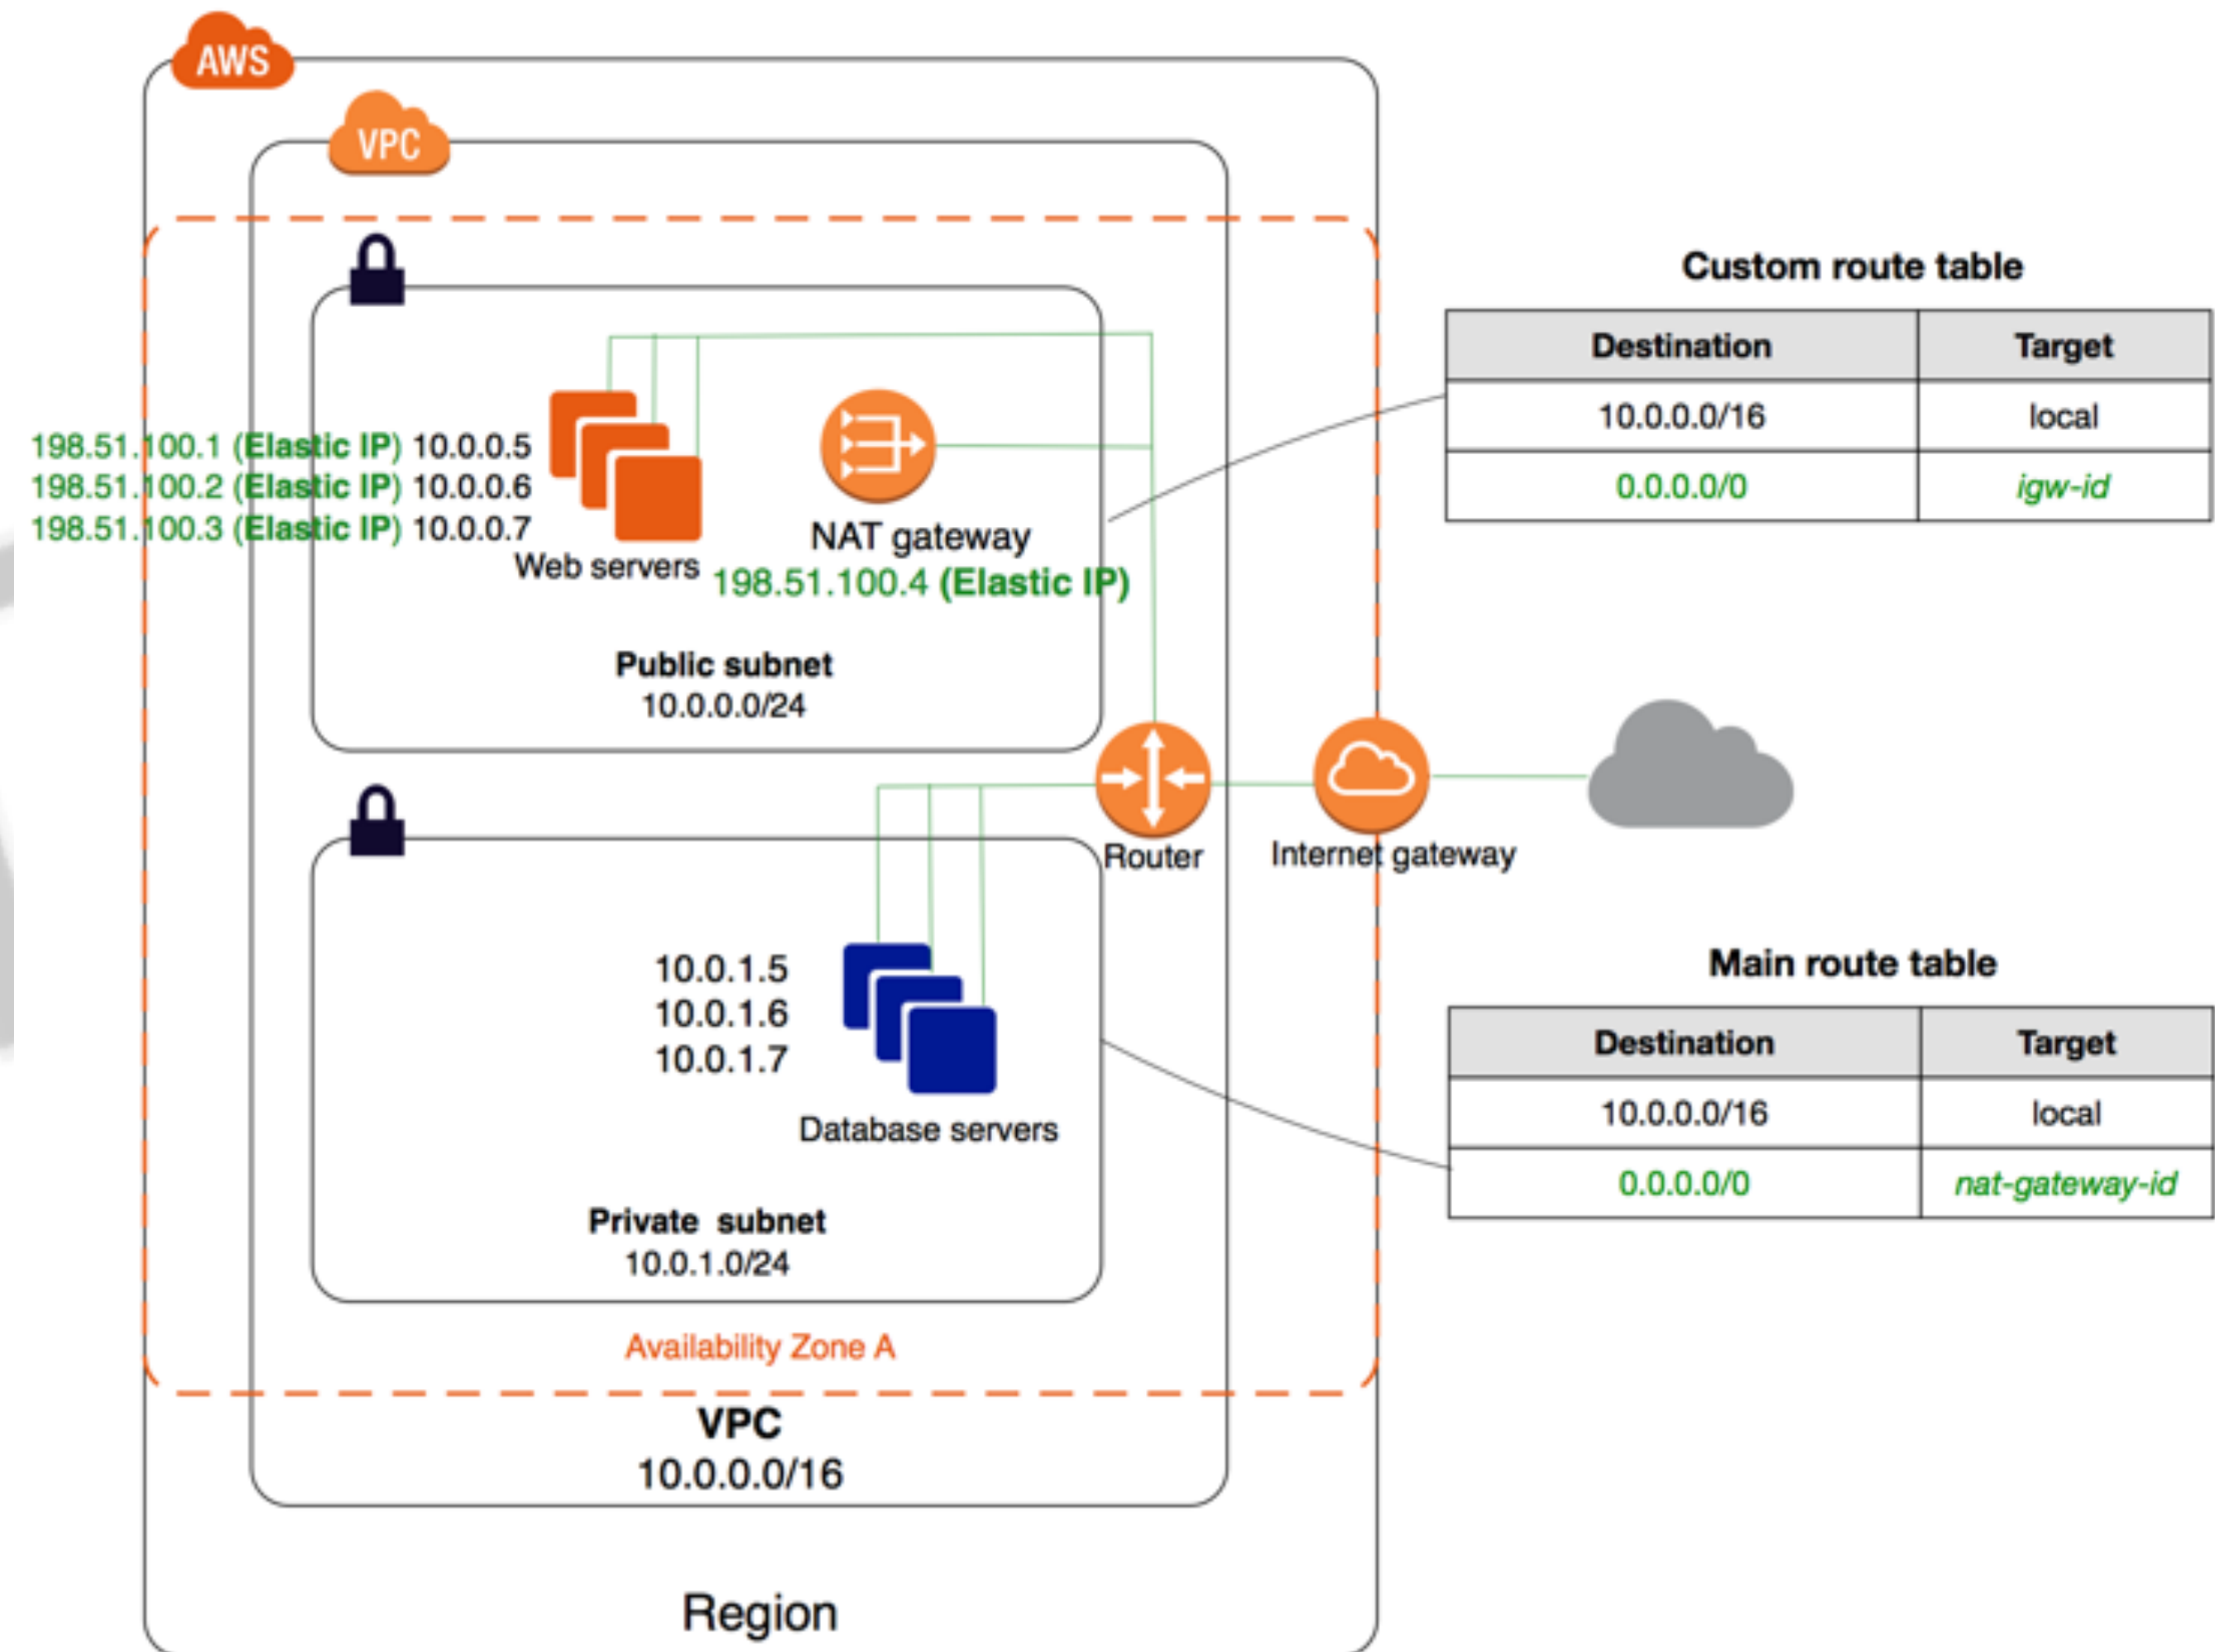 AWS
VPC
198.51.100.1 (Elastic IP) 10.0.0.5
198.51.100.2 (Elastic IP) 10.0.0.6
198.51.100.3 (Elastic IP) 10.0.0.7
Web servers
NAT gateway
198.51.100.4 (Elastic IP)
Public subnet
10.0.0.0/24
Custom route table
Destination Target
10.0.0.0/16 local
0.0.0.0/0 igw-id
Router
Internet gateway
10.0.1.5
10.0.1.6
10.0.1.7
Database servers
Private subnet
10.0.1.0/24
Main route table
Destination Target
10.0.0.0/16 local
0.0.0.0/0 nat-gateway-id
Availability Zone A
VPC
10.0.0.0/16
Region